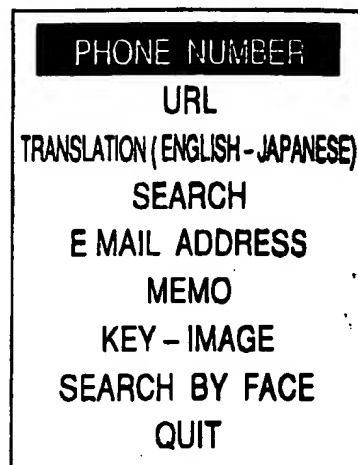 PHONE NUMBER
URL
TRANSLATION ( ENGLISH – JAPANESE)
SEARCH
E MAIL ADDRESS
MEMO
KEY – IMAGE
SEARCH BY FACE
QUIT